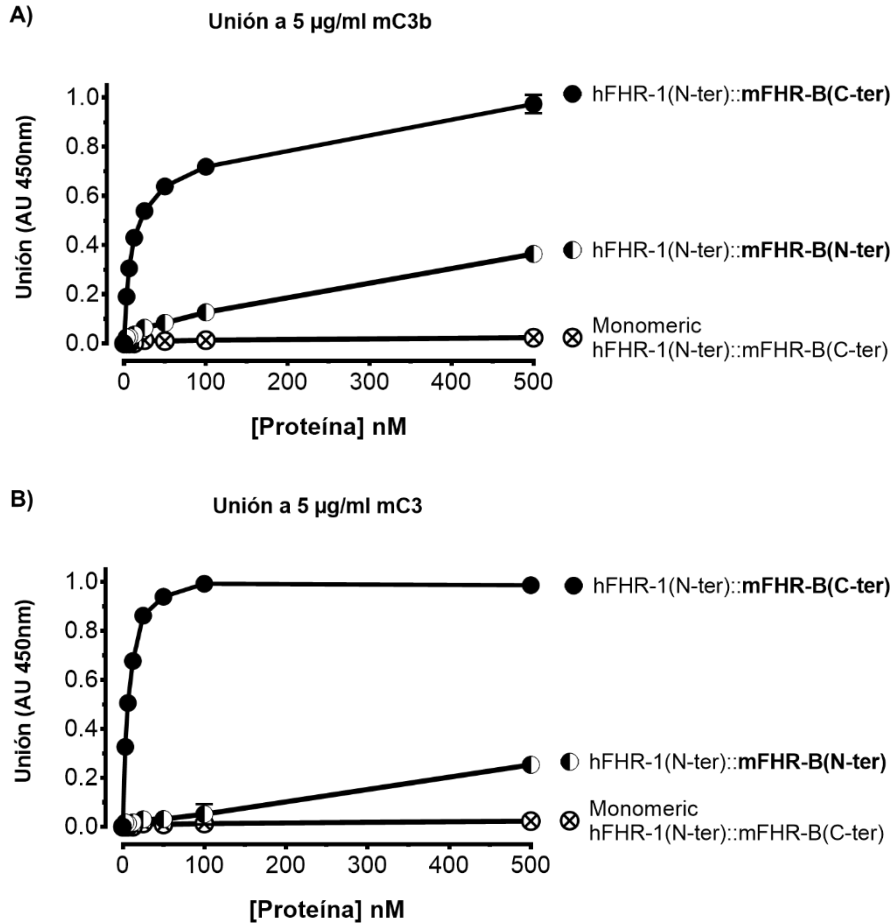 A)
Unión a 5 µg/ml mC3b
Unión (AU 450nm)
1.0
0.8
0.6
0.4
0.2
0.0
0 100 200 300 400 500
[Proteína] nM
hFHR-1(N-ter)::mFHR-B(C-ter)
hFHR-1(N-ter)::mFHR-B(N-ter)
Monomeric
hFHR-1(N-ter)::mFHR-B(C-ter)
B)
Unión a 5 µg/ml mC3
Unión (AU 450nm)
1.0
0.8
0.6
0.4
0.2
0.0
0 100 200 300 400 500
[Proteína] nM
hFHR-1(N-ter)::mFHR-B(C-ter)
hFHR-1(N-ter)::mFHR-B(N-ter)
Monomeric
hFHR-1(N-ter)::mFHR-B(C-ter)